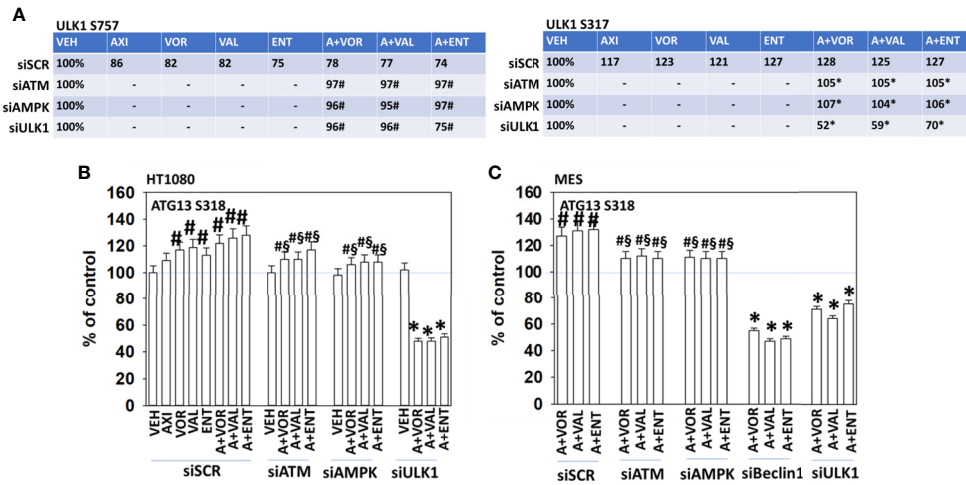 A
ULK1 S757
VEH AXI VOR VAL ENT A+VOR A+VAL A+ENT
siSCR 100% 86 82 82 75 78 77 74
siATM 100% - - - - 97# 97# 97#
siAMPK 100% - - - - 96# 95# 97#
siULK1 100% - - - - 96# 96# 75#
ULK1 S317
VEH AXI VOR VAL ENT A+VOR A+VAL A+ENT
siSCR 100% 117 123 121 127 128 125 127
siATM 100% - - - - 105* 105* 105*
siAMPK 100% - - - - 107* 104* 106*
siULK1 100% - - - - 52* 59* 70*
B
HT1080
ATG13 S318
% of control
160
140
120
100
80
60
40
20
0
# # # # # #
#§ #§ #§
#§ #§ #§
* * *
VEH AXI VOR VAL ENT A+VOR A+VAL A+ENT VEH A+VOR A+VAL A+ENT VEH A+VOR A+VAL A+ENT VEH A+VOR A+VAL A+ENT
siSCR siATM siAMPK siULK1
C
MES
ATG13 S318
% of control
160
140
120
100
80
60
40
20
0
# # #
#§ #§ #§
#§ #§ #§
* * *
* * *
A+VOR A+VAL A+ENT A+VOR A+VAL A+ENT A+VOR A+VAL A+ENT A+VOR A+VAL A+ENT A+VOR A+VAL A+ENT
siSCR siATM siAMPK siBeclin1 siULK1